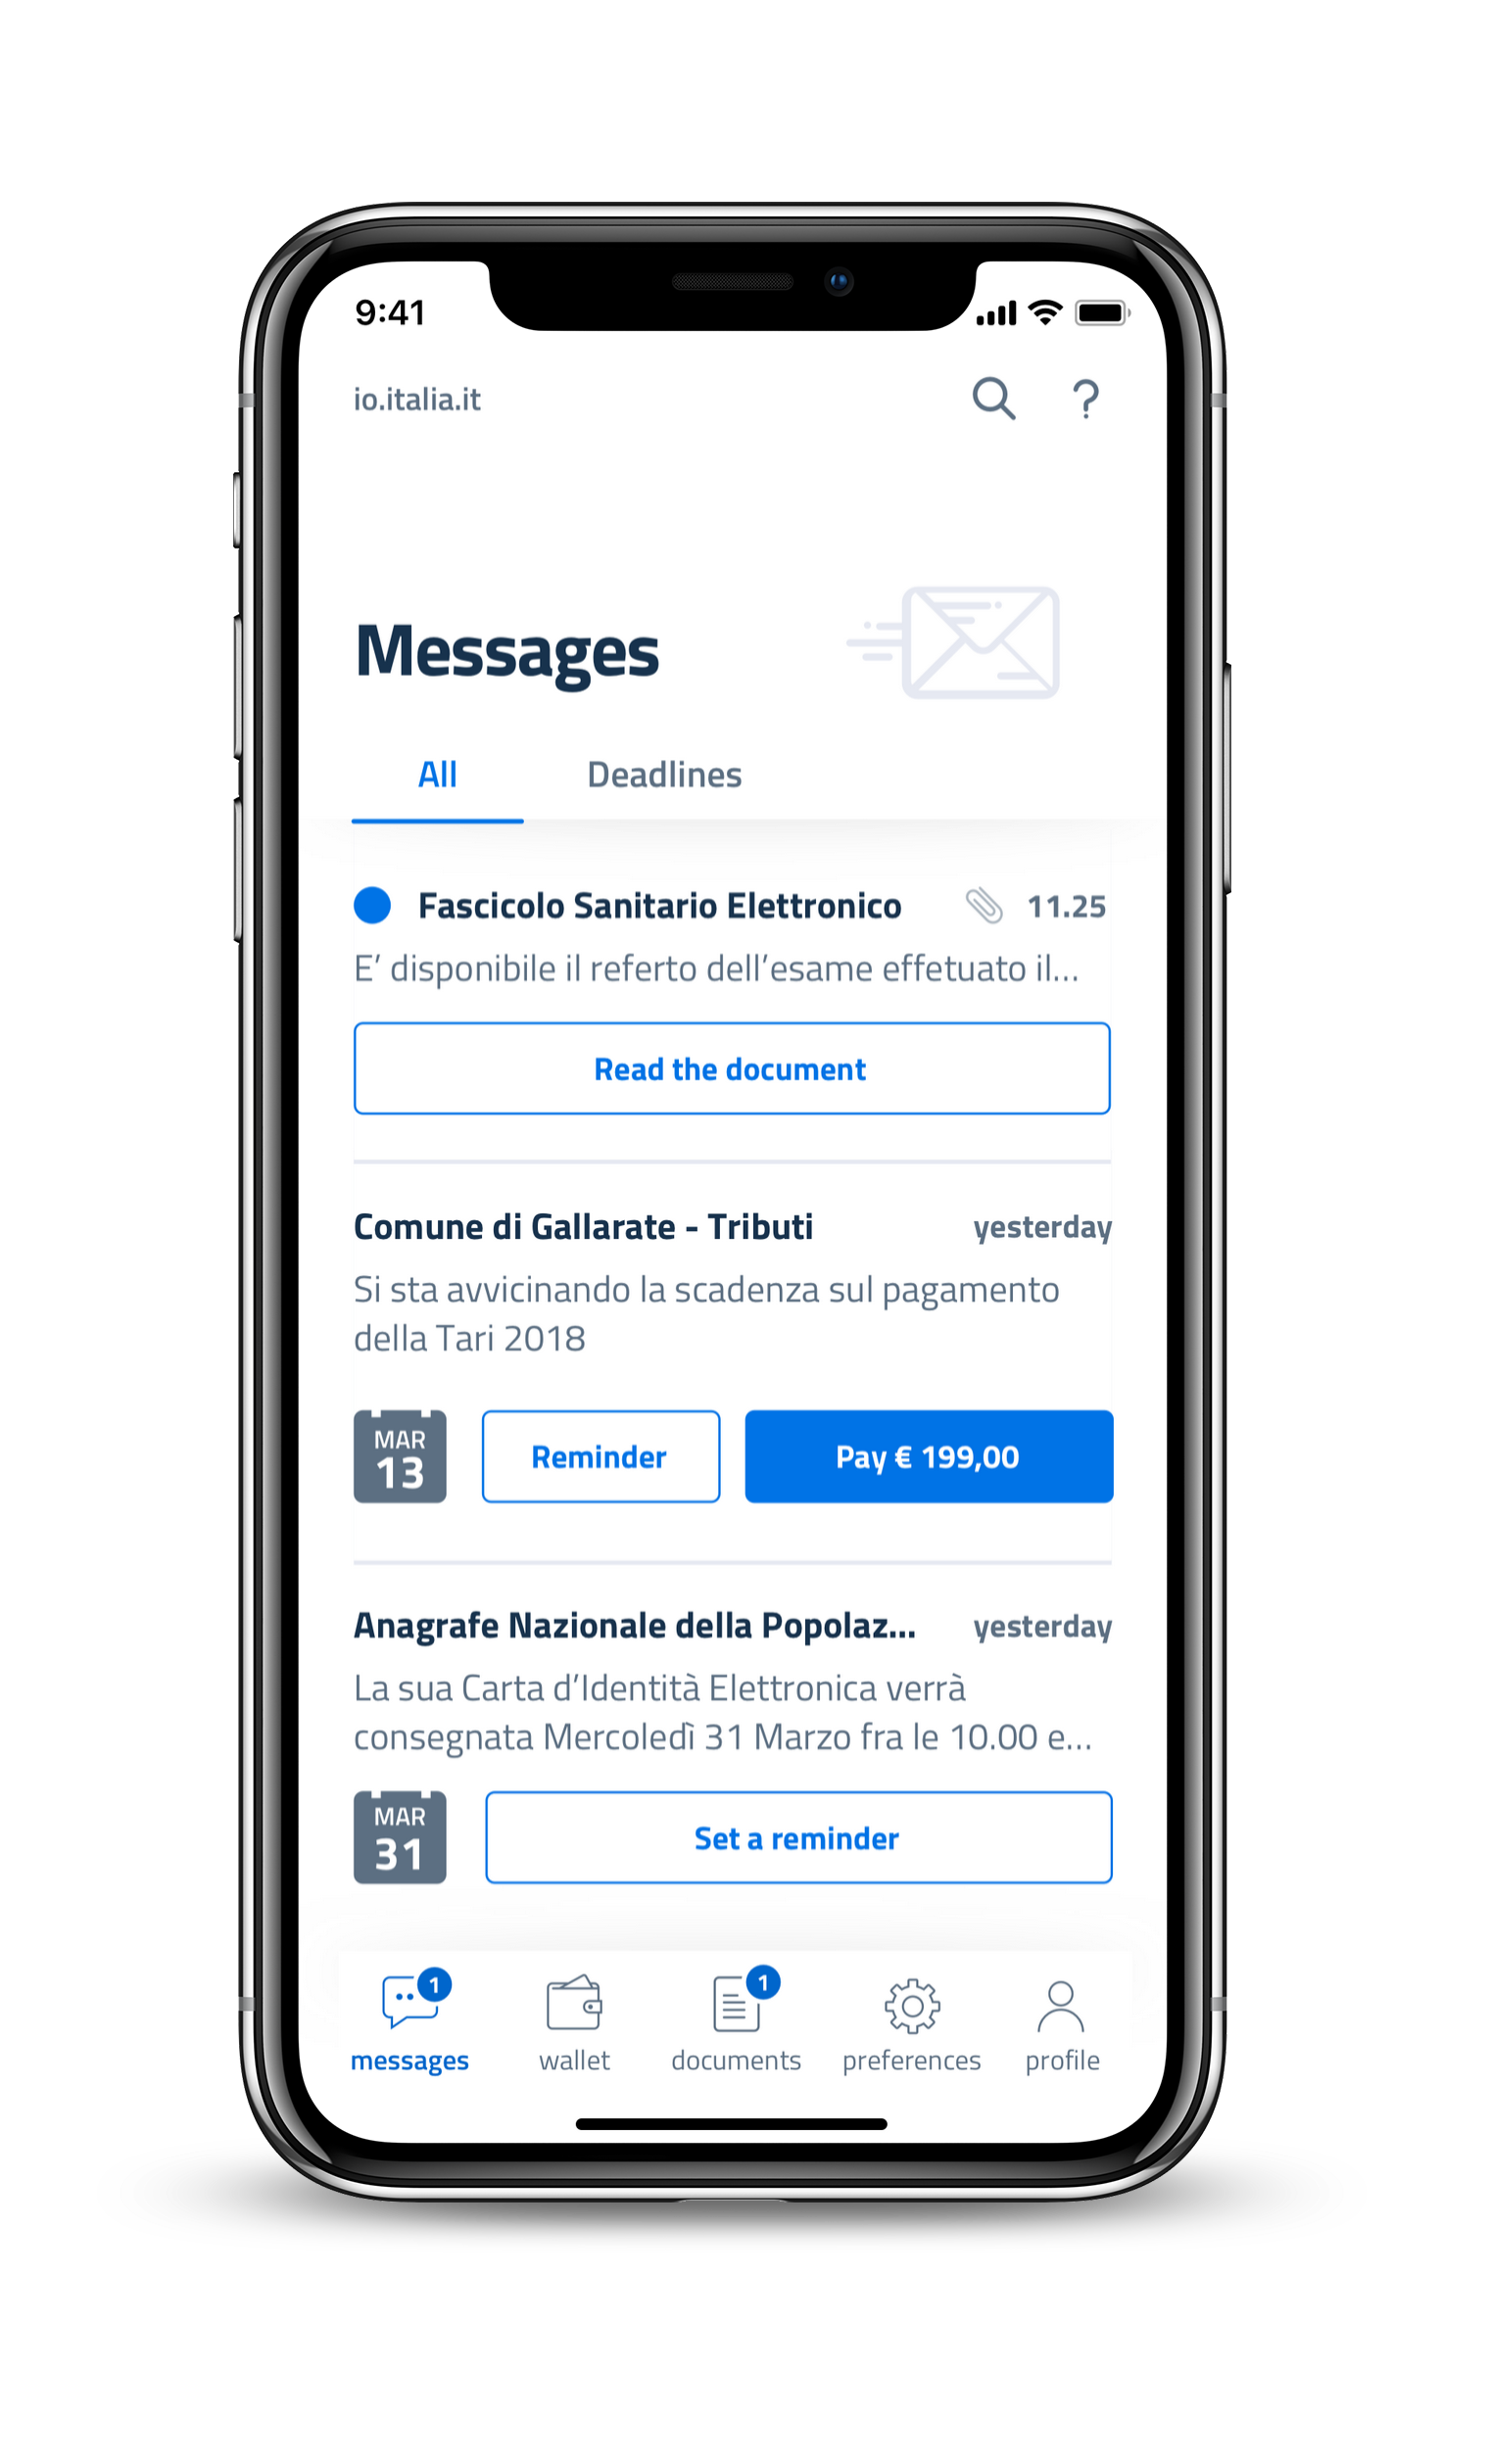 9:41
io.italia.it
Messages
All Deadlines
Fascicolo Sanitario Elettronico 11.25
E’ disponibile il referto dell’esame effetuato il...
Read the document
Comune di Gallarate - Tributi yesterday
Si sta avvicinando la scadenza sul pagamento
della Tari 2018
MAR
13
Reminder Pay € 199,00
Anagrafe Nazionale della Popolaz... yesterday
La sua Carta d’Identità Elettronica verrà
consegnata Mercoledì 31 Marzo fra le 10.00 e...
MAR
31
Set a reminder
1 1
messages wallet documents preferences profile